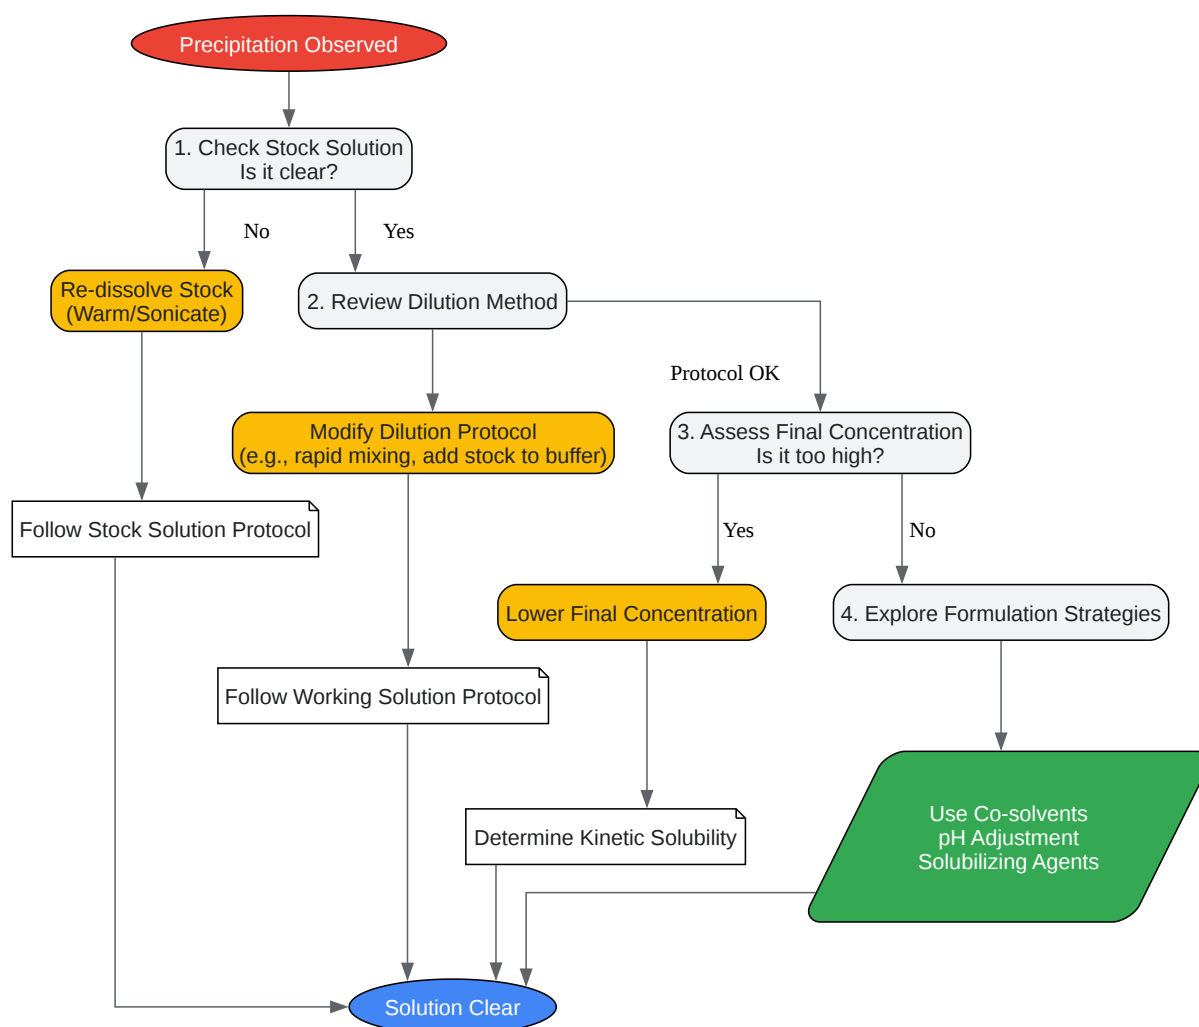 Precipitation Observed
1. Check Stock Solution
Is it clear?
No
Yes
Re-dissolve Stock
(Warm/Sonicate)
2. Review Dilution Method
Protocol OK
Modify Dilution Protocol
(e.g., rapid mixing, add stock to buffer)
3. Assess Final Concentration
Is it too high?
Follow Stock Solution Protocol
Yes
No
Lower Final Concentration
4. Explore Formulation Strategies
Follow Working Solution Protocol
Use Co-solvents
pH Adjustment
Solubilizing Agents
Determine Kinetic Solubility
Solution Clear